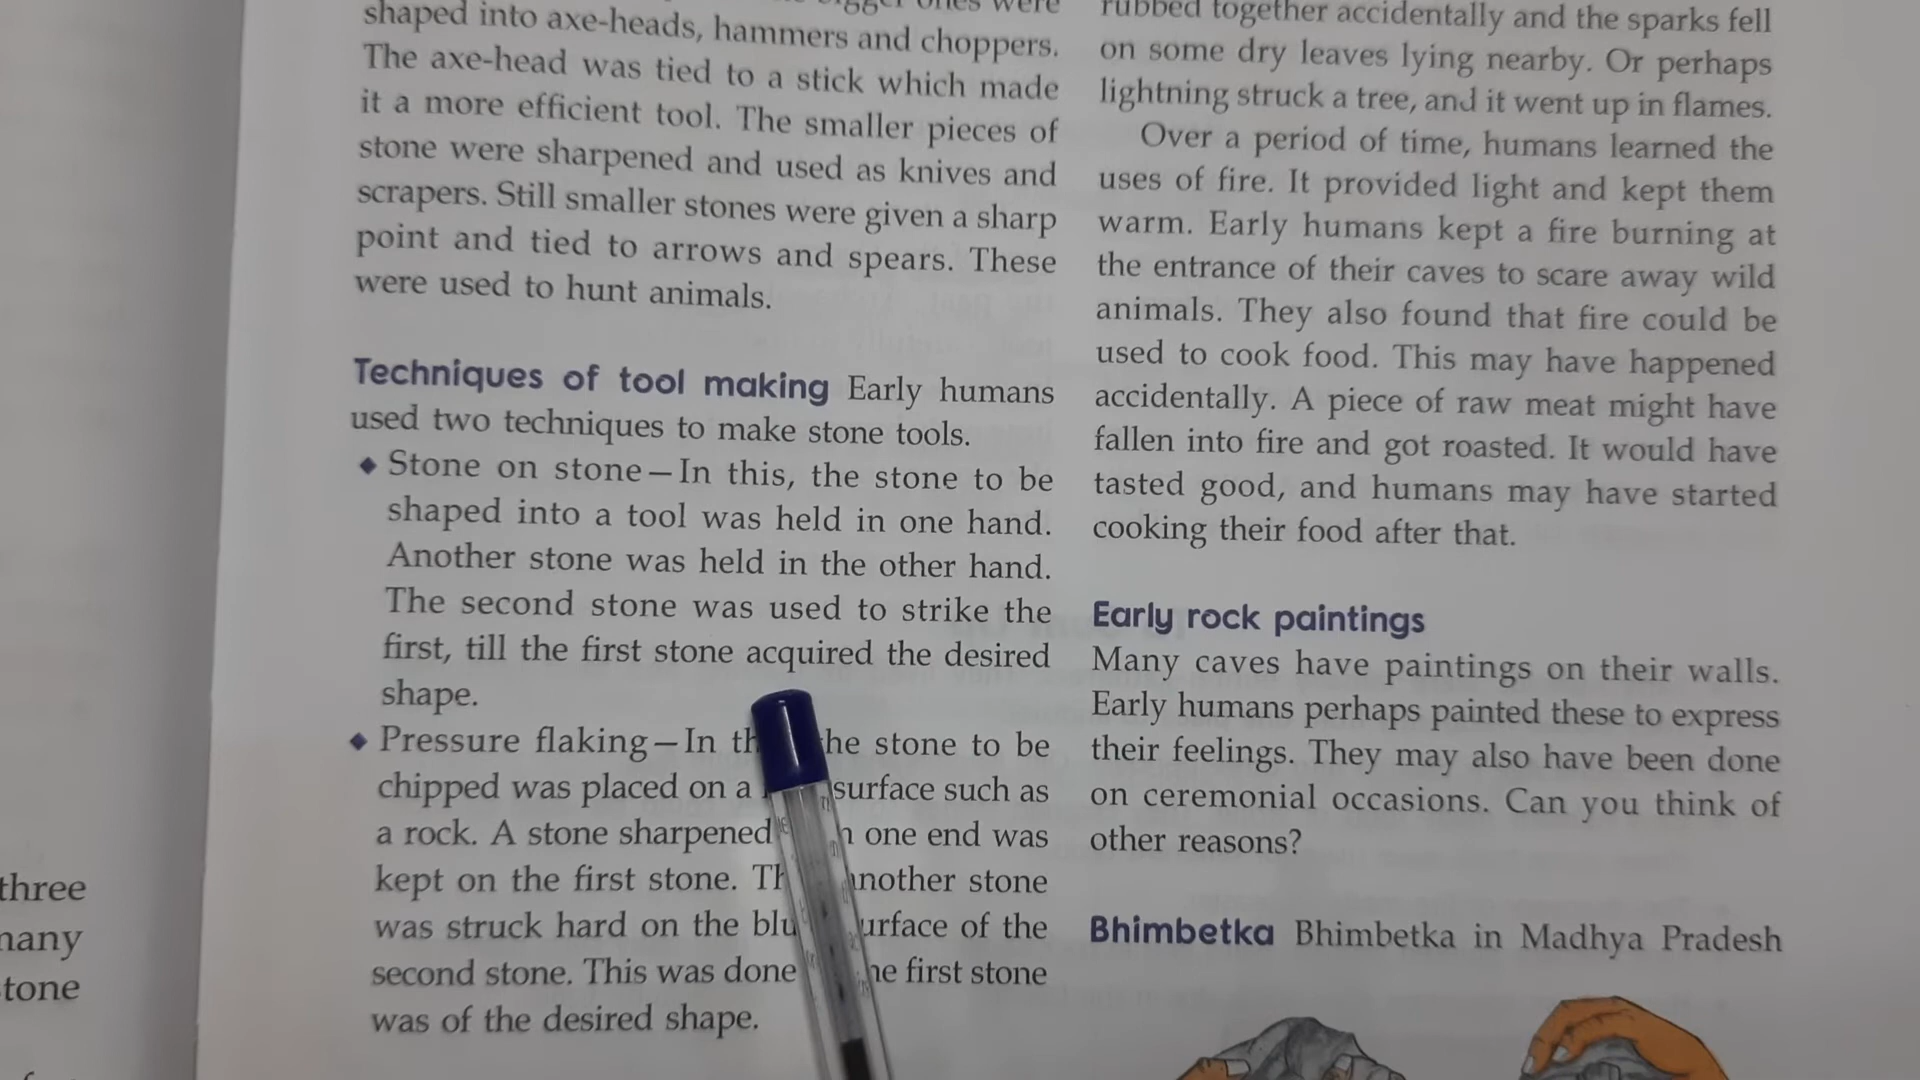 shaped into axe-heads, hammers and choppers.
The axe-head was tied to a stick which made
it a more efficient tool. The smaller pieces of
stone were sharpened and used as knives and
scrapers. Still smaller stones were given a sharp
point and tied to arrows and spears. These
were used to hunt animals.
Techniques of tool making Early humans
used two techniques to make stone tools.
◆ Stone on stone—In this, the stone to be
shaped into a tool was held in one hand.
Another stone was held in the other hand.
The second stone was used to strike the
first, till the first stone acquired the desired
shape.
◆ Pressure flaking—In the stone to be
chipped was placed on a surface such as
a rock. A stone sharpened one end was
kept on the first stone. another stone
was struck hard on the of the
second stone. This was done first stone
was of the desired shape.
rubbed together accidentally and the sparks fell
on some dry leaves lying nearby. Or perhaps
lightning struck a tree, and it went up in flames.
Over a period of time, humans learned the
uses of fire. It provided light and kept them
warm. Early humans kept a fire burning at
the entrance of their caves to scare away wild
animals. They also found that fire could be
used to cook food. This may have happened
accidentally. A piece of raw meat might have
fallen into fire and got roasted. It would have
tasted good, and humans may have started
cooking their food after that.
Early rock paintings
Many caves have paintings on their walls.
Early humans perhaps painted these to express
their feelings. They may also have been done
on ceremonial occasions. Can you think of
other reasons?
Bhimbetka Bhimbetka in Madhya Pradesh
three
many
stone